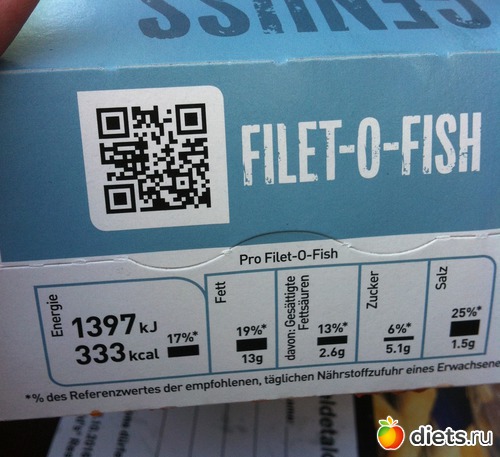 GENUSS
FILET-O-FISH
Pro Filet-O-Fish
Energie
1397 kJ
333 kcal
17%*
Fett
19%*
13g
davon: Gesättigte
Fettsäuren
13%*
2.6g
Zucker
6%*
5.1g
Salz
25%*
1.5g
*% des Referenzwertes der empfohlenen, täglichen Nährstoffzufuhr eines Erwachsene
diets.ru